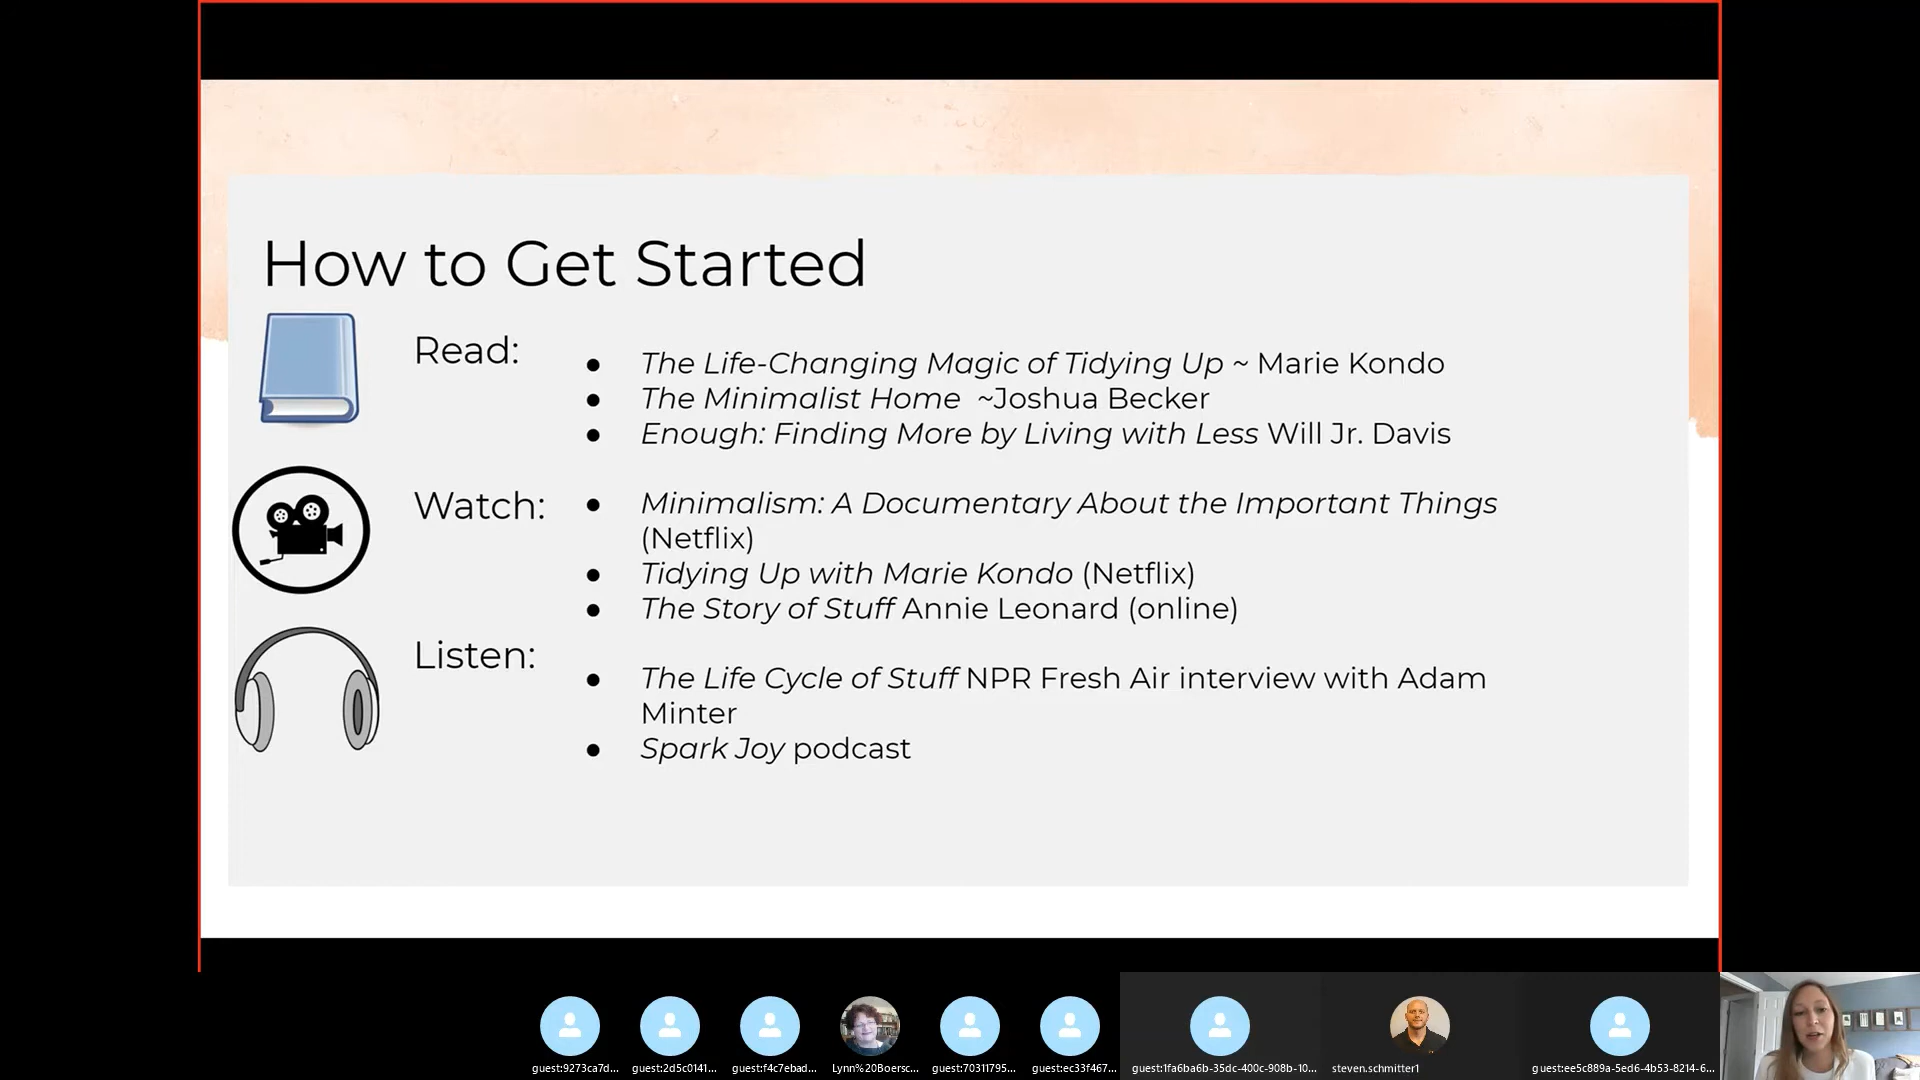 How to Get Started
Read:
● The Life-Changing Magic of Tidying Up ~ Marie Kondo
● The Minimalist Home ~Joshua Becker
● Enough: Finding More by Living with Less Will Jr. Davis
Watch:
● Minimalism: A Documentary About the Important Things
(Netflix)
● Tidying Up with Marie Kondo (Netflix)
● The Story of Stuff Annie Leonard (online)
Listen:
● The Life Cycle of Stuff NPR Fresh Air interview with Adam
Minter
● Spark Joy podcast
guest:9273ca7d... guest:2d5c0141... guest:f4c7ebad... Lynn%20Boersc... guest:70311795... guest:ec33f467... guest:1fa6ba6b-35dc-400c-908b-10... steven.schmitter1 guest:ee5c889a-5ed6-4b53-8214-6...